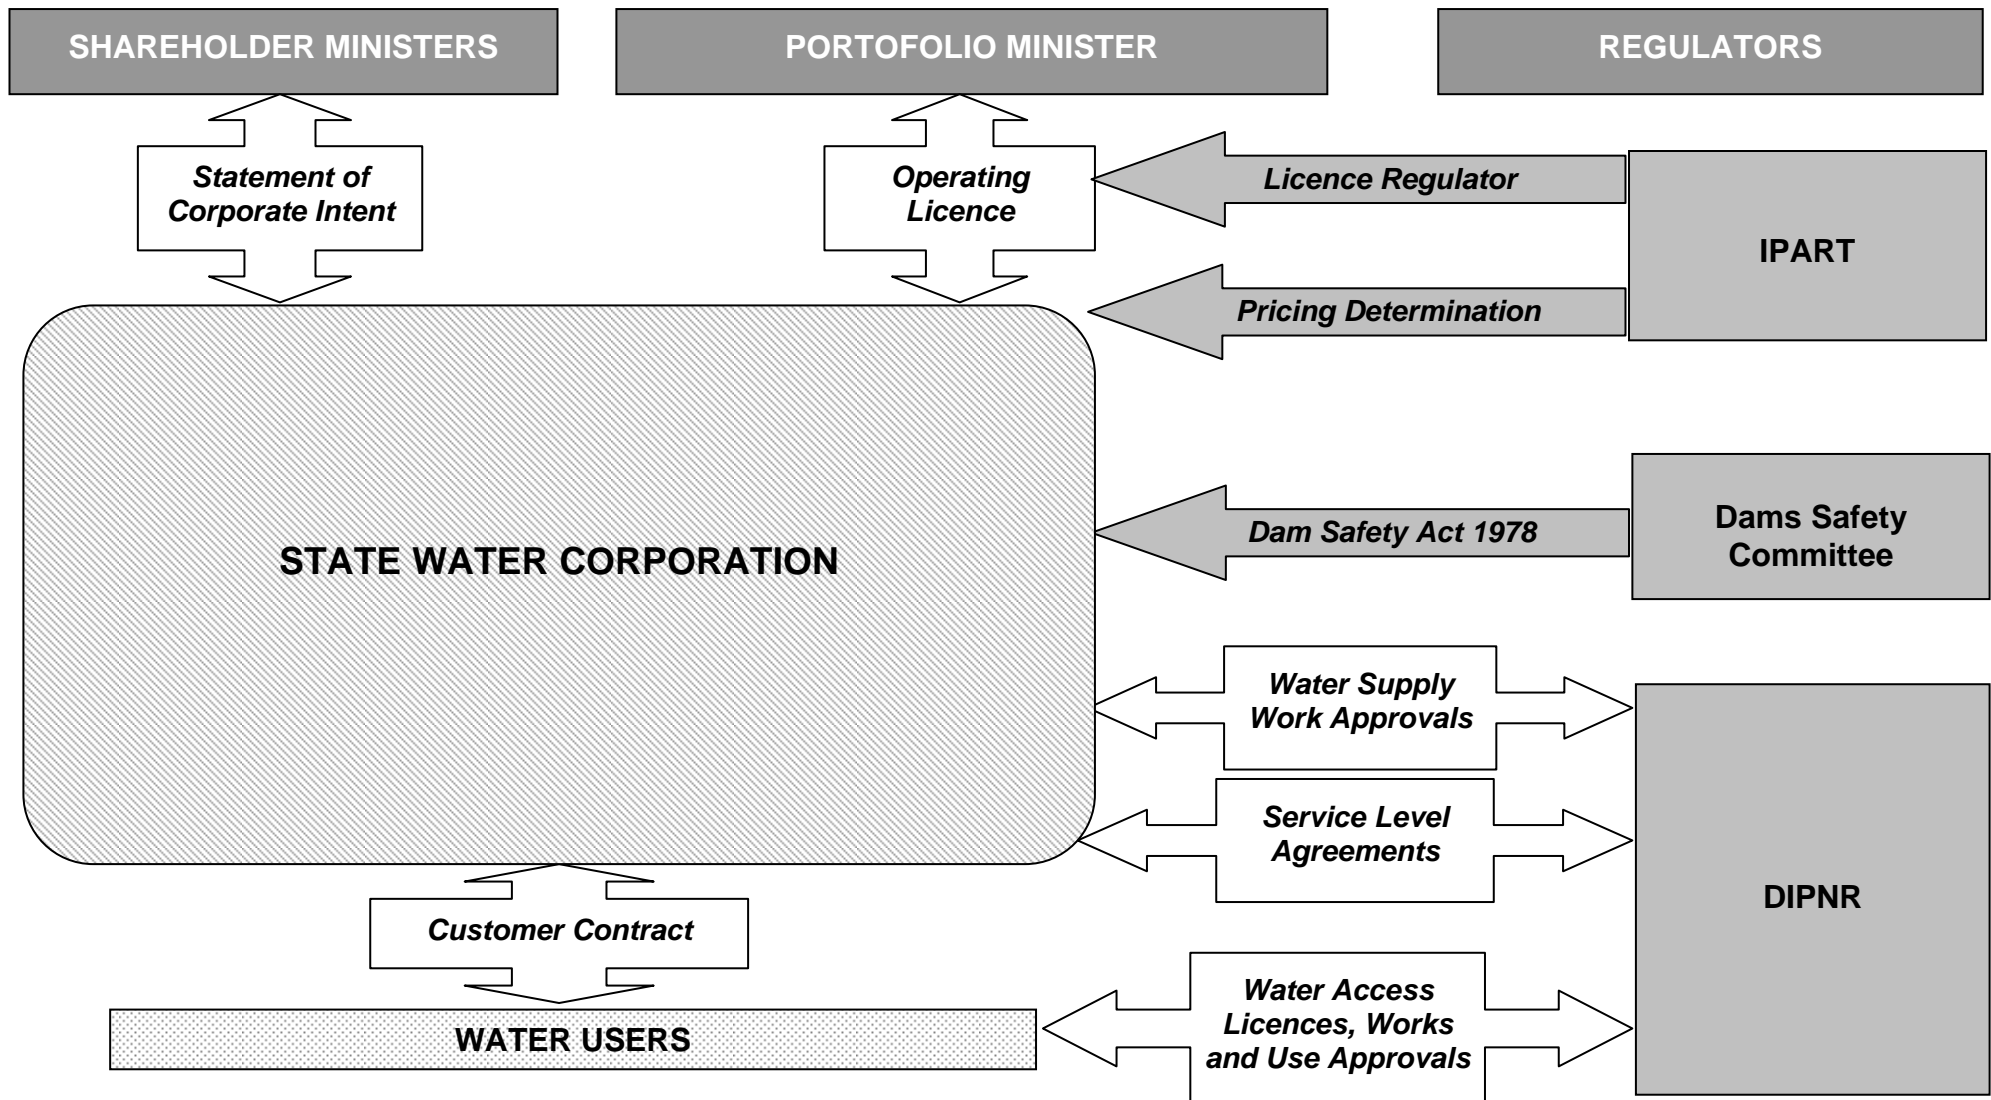 SHAREHOLDER MINISTERS
PORTOFOLIO MINISTER
REGULATORS
Statement of
Corporate Intent
Operating
Licence
Licence Regulator
IPART
Pricing Determination
STATE WATER CORPORATION
Dam Safety Act 1978
Dams Safety
Committee
Water Supply
Work Approvals
Service Level
Agreements
DIPNR
Customer Contract
Water Access
Licences, Works
and Use Approvals
WATER USERS